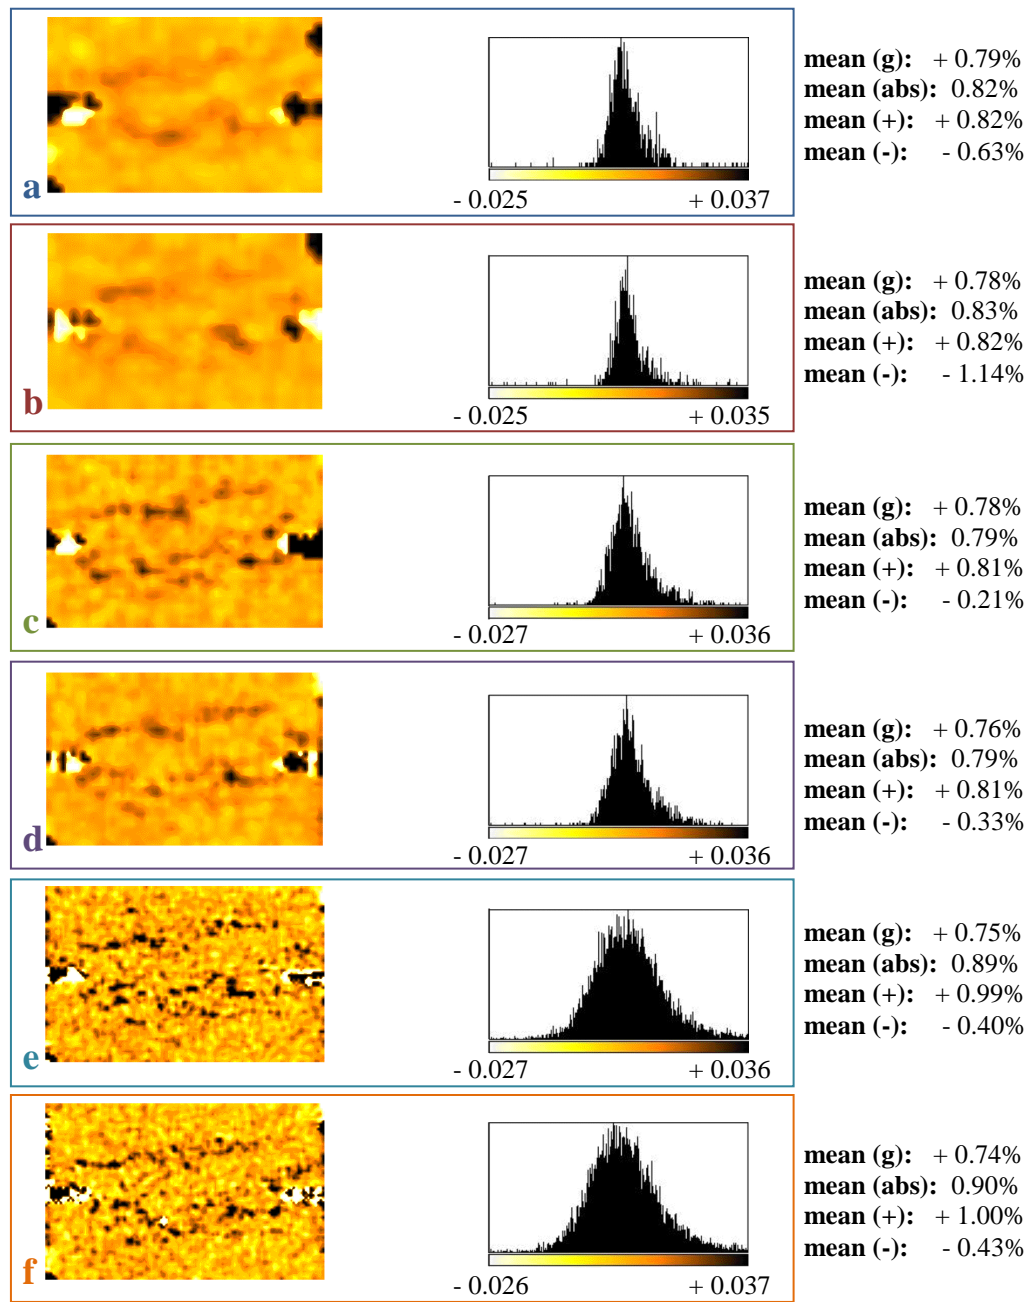 mean (g): + 0.79%
mean (abs): 0.82%
mean (+): + 0.82%
mean (-): - 0.63%
a
- 0.025 + 0.037
mean (g): + 0.78%
mean (abs): 0.83%
mean (+): + 0.82%
mean (-): - 1.14%
b
- 0.025 + 0.035
mean (g): + 0.78%
mean (abs): 0.79%
mean (+): + 0.81%
mean (-): - 0.21%
c
- 0.027 + 0.036
mean (g): + 0.76%
mean (abs): 0.79%
mean (+): + 0.81%
mean (-): - 0.33%
d
- 0.027 + 0.036
mean (g): + 0.75%
mean (abs): 0.89%
mean (+): + 0.99%
mean (-): - 0.40%
e
- 0.027 + 0.036
mean (g): + 0.74%
mean (abs): 0.90%
mean (+): + 1.00%
mean (-): - 0.43%
f
- 0.026 + 0.037